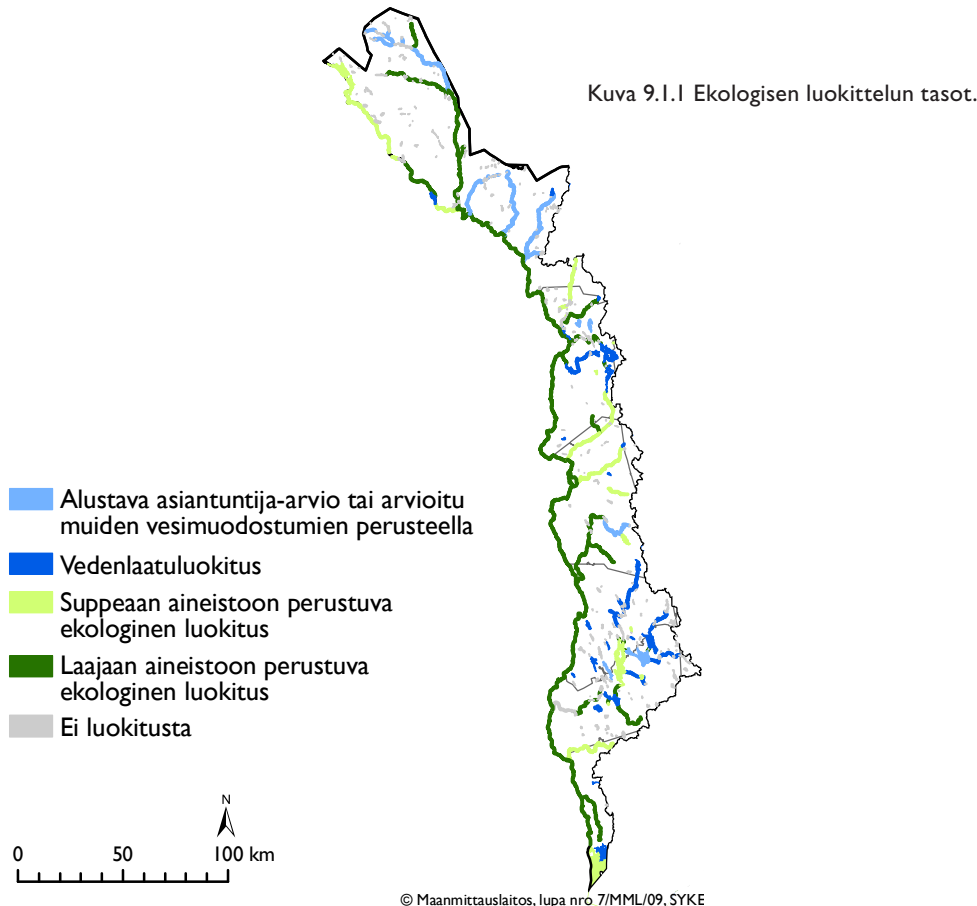 Kuva 9.1.1 Ekologisen luokittelun tasot.
Alustava asiantuntija-arvio tai arvioitu
muiden vesimuodostumien perusteella
Vedenlaatuluokitus
Suppeaan aineistoon perustuva
ekologinen luokitus
Laajaan aineistoon perustuva
ekologinen luokitus
Ei luokitusta
N
0 50 100 km
© Maanmittauslaitos, lupa nro 7/MML/09, SYKE